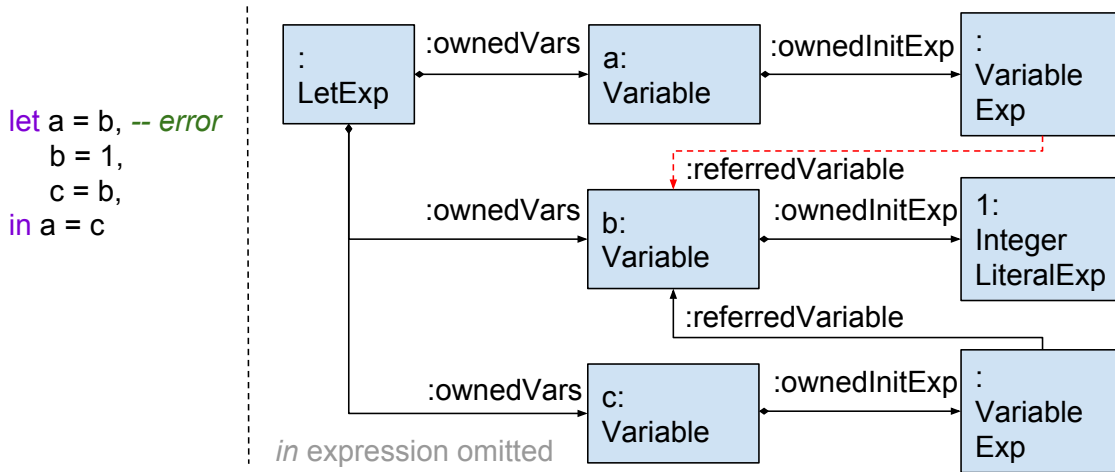 let a = b, -- error
b = 1,
c = b,
in a = c
:
LetExp
:ownedVars
a:
Variable
:ownedInitExp
:
Variable
Exp
:referredVariable
:ownedVars
b:
Variable
:ownedInitExp
1:
Integer
LiteralExp
:referredVariable
:ownedVars
c:
Variable
:ownedInitExp
:
Variable
Exp
in expression omitted